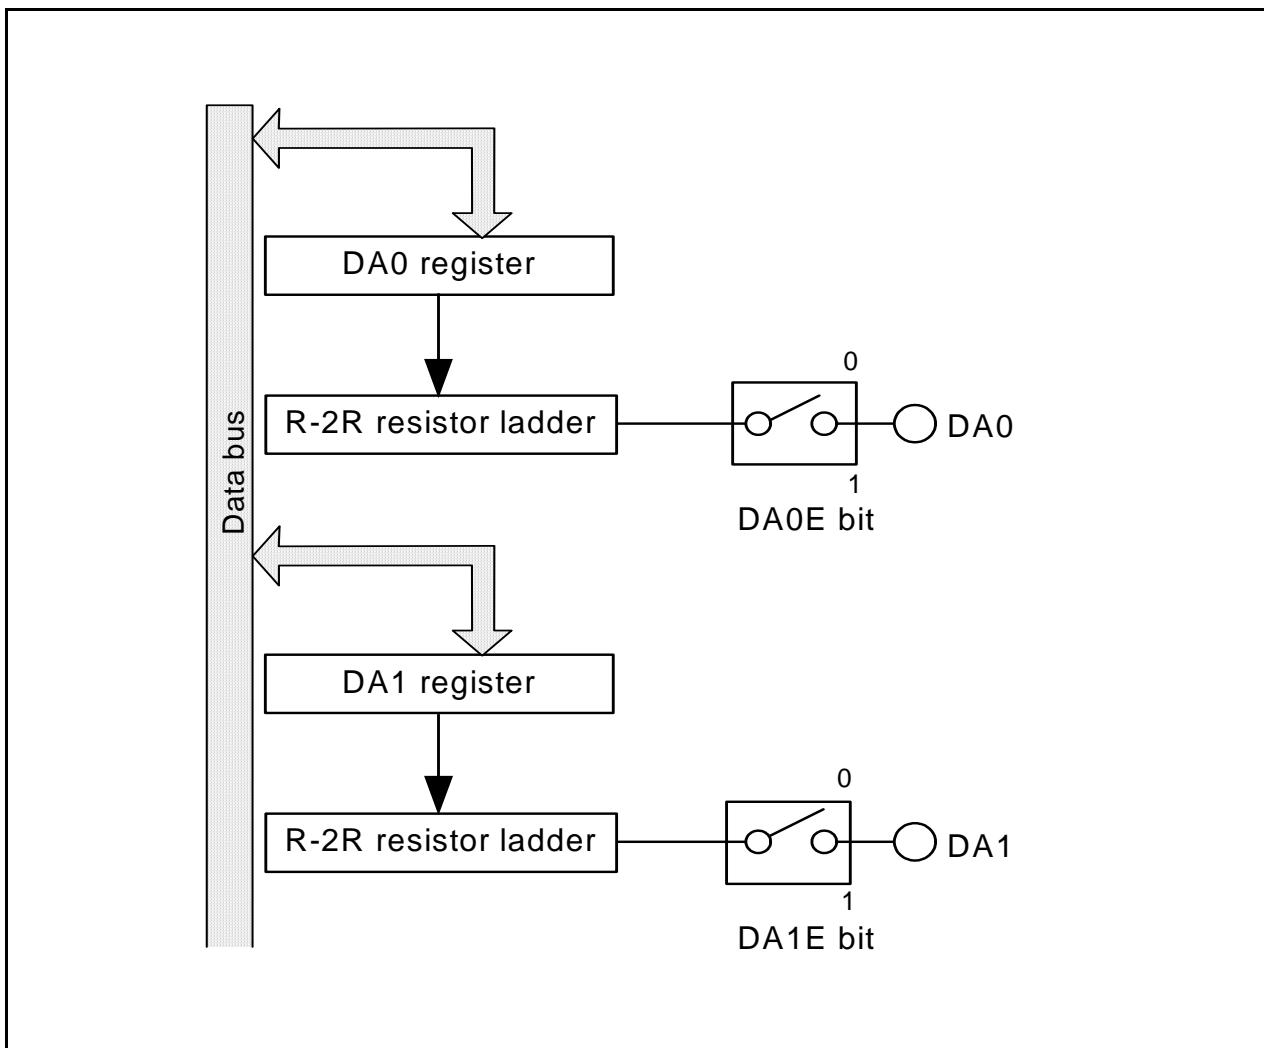 DA0 register
R-2R resistor ladder
0
DA0
1
DA0E bit
Data bus
DA1 register
R-2R resistor ladder
0
DA1
1
DA1E bit